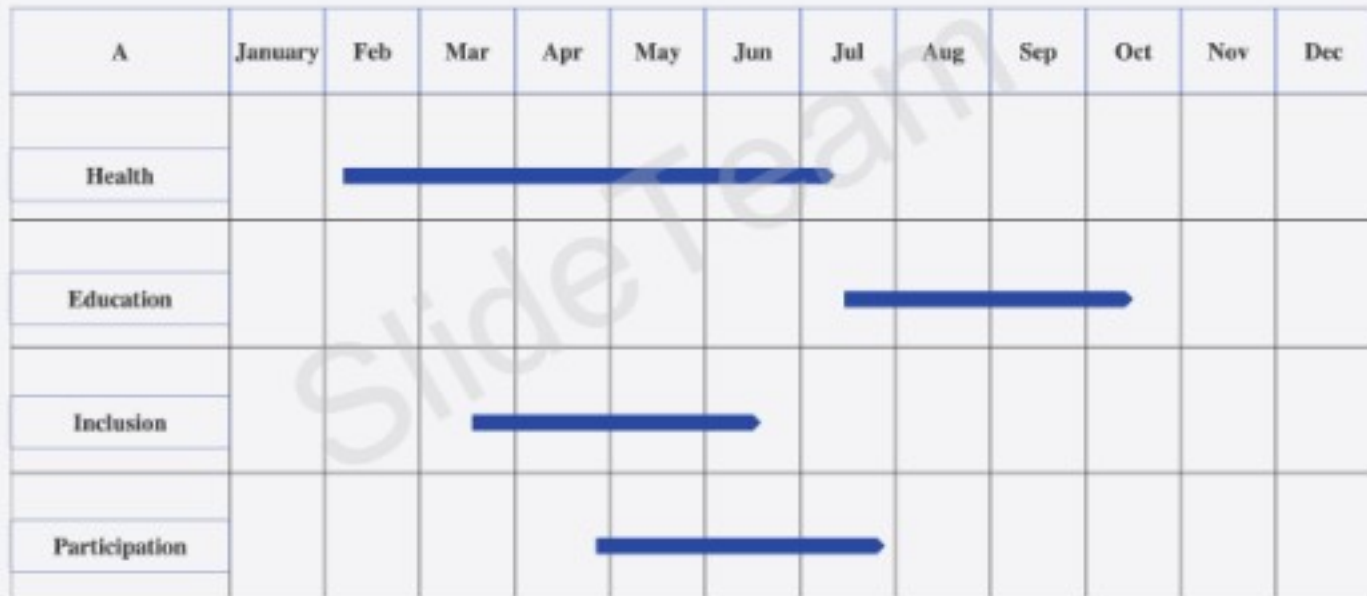 A January Feb Mar Apr May Jun Jul Aug Sep Oct Nov Dec
Health
Education
Inclusion
Participation
SlideTeam